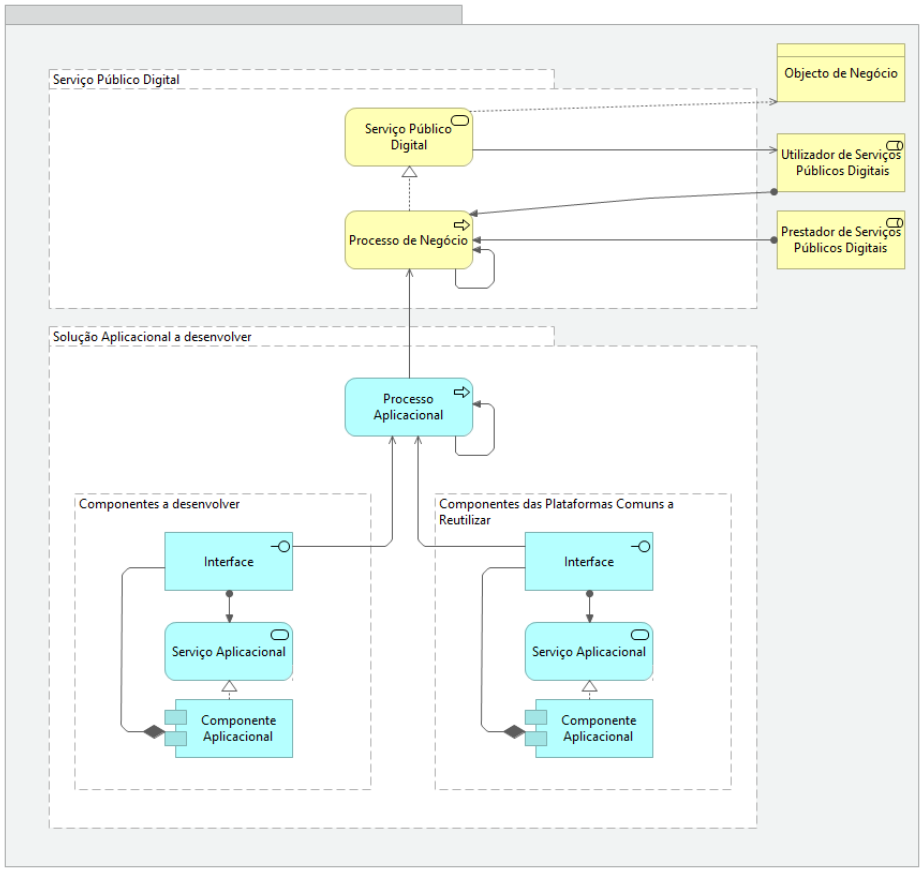 Objecto de Negócio
Serviço Público Digital
Serviço Público
Digital
Utilizador de Serviços
Públicos Digitais
Processo de Negócio
Prestador de Serviços
Públicos Digitais
Solução Aplicacional a desenvolver
Processo
Aplicacional
Componentes a desenvolver
Interface
Serviço Aplicacional
Componente
Aplicacional
Componentes das Plataformas Comuns a
Reutilizar
Interface
Serviço Aplicacional
Componente
Aplicacional